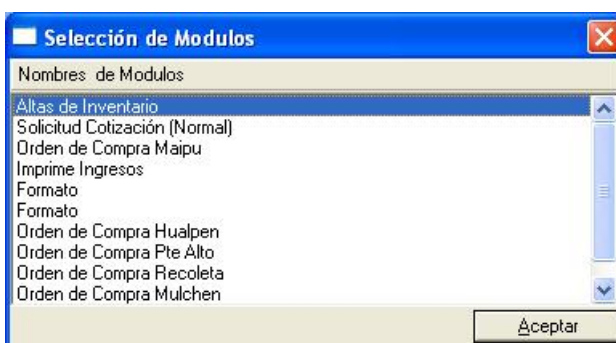 Selección de Modulos
Nombres de Modulos
Altas de Inventario
Solicitud Cotización (Normal)
Orden de Compra Maipu
Imprime Ingresos
Formato
Formato
Orden de Compra Hualpen
Orden de Compra Pte Alto
Orden de Compra Recoleta
Orden de Compra Mulchen
Aceptar